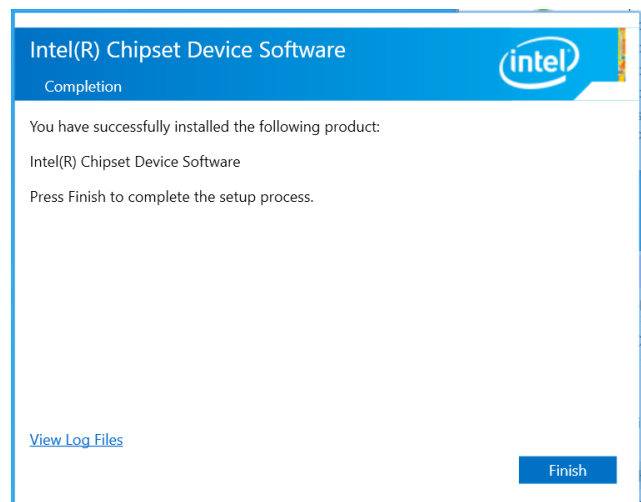 Intel(R) Chipset Device Software
intel
Completion
You have successfully installed the following product:
Intel(R) Chipset Device Software
Press Finish to complete the setup process.
View Log Files
Finish